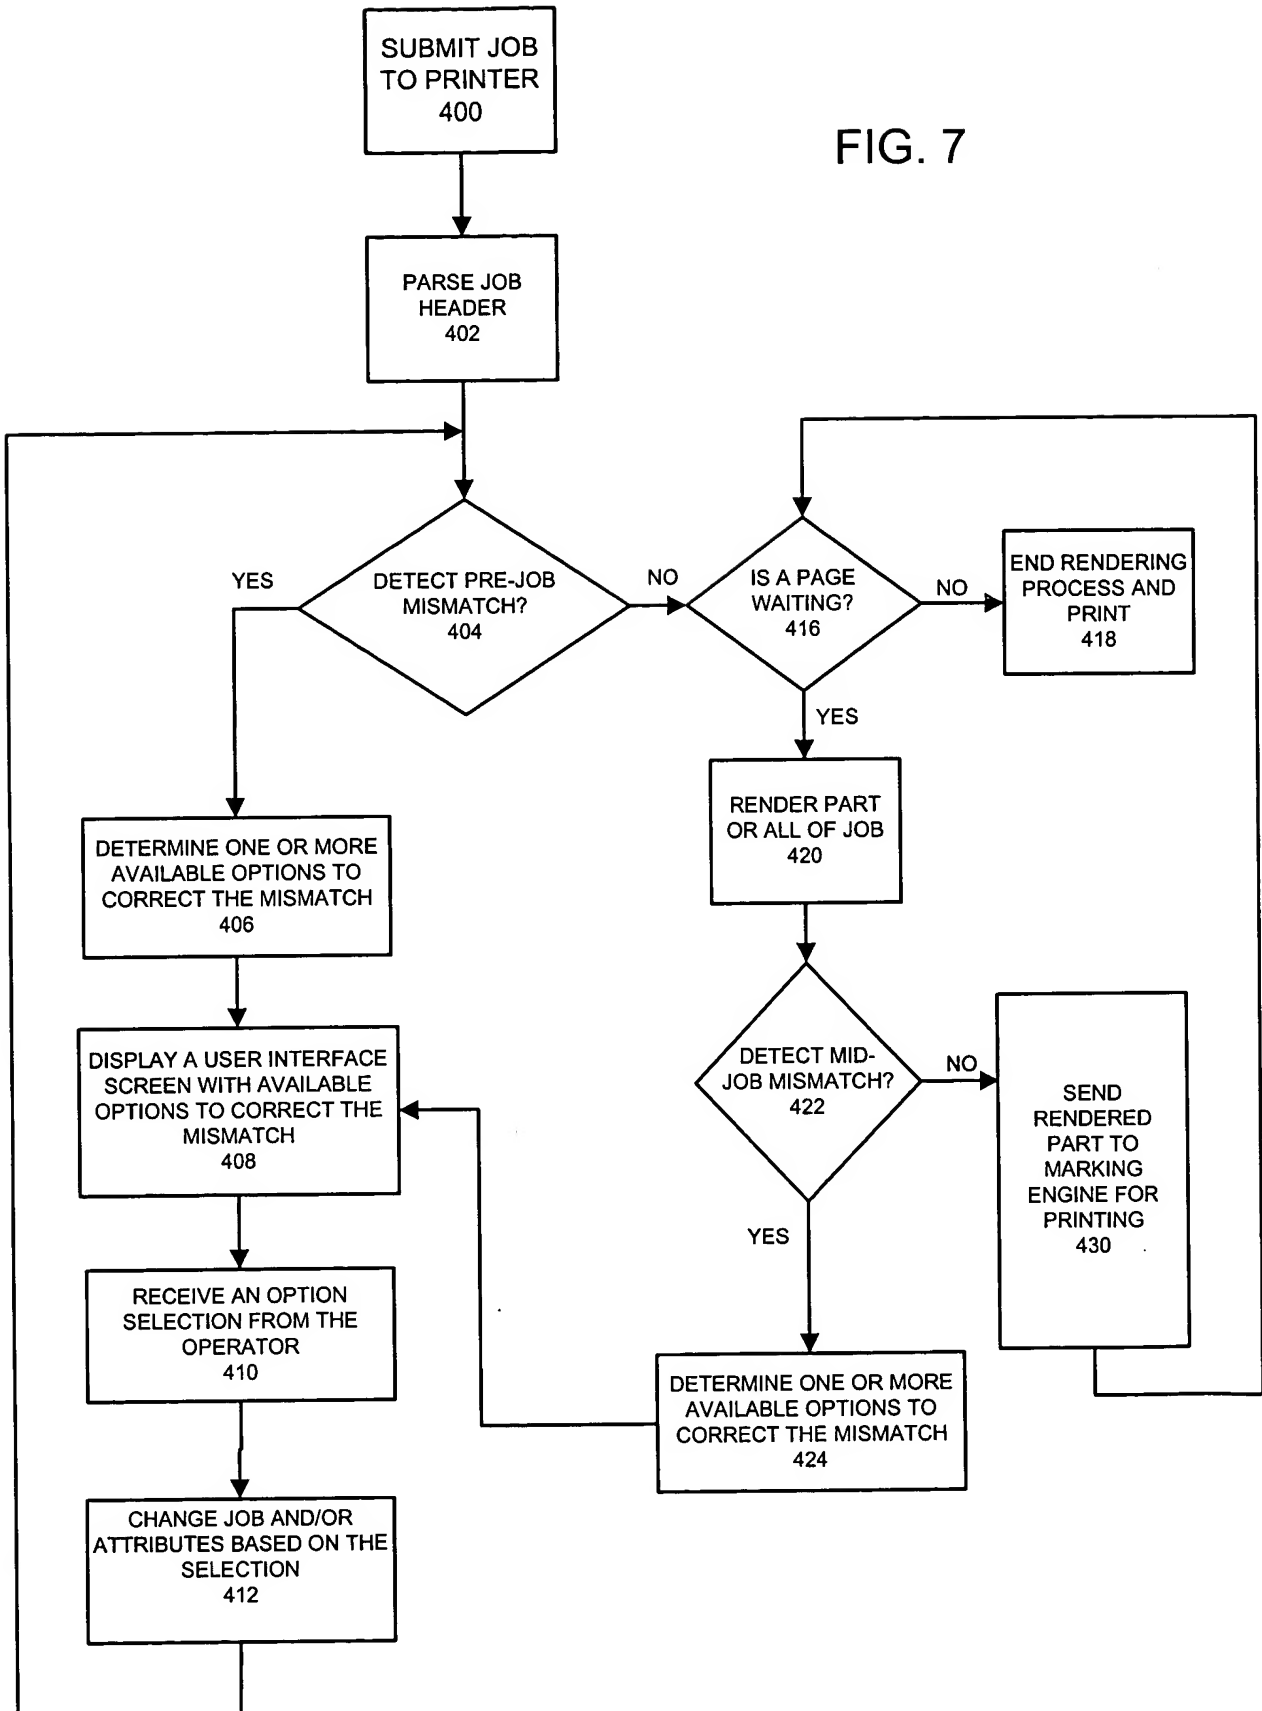 SUBMIT JOB
TO PRINTER
400
FIG. 7
PARSE JOB
HEADER
402
DETECT PRE-JOB
MISMATCH?
404
YES
NO
IS A PAGE
WAITING?
416
NO
YES
END RENDERING
PROCESS AND
PRINT
418
RENDER PART
OR ALL OF JOB
420
DETERMINE ONE OR MORE
AVAILABLE OPTIONS TO
CORRECT THE MISMATCH
406
DISPLAY A USER INTERFACE
SCREEN WITH AVAILABLE
OPTIONS TO CORRECT THE
MISMATCH
408
DETECT MID-
JOB MISMATCH?
422
NO
YES
SEND
RENDERED
PART TO
MARKING
ENGINE FOR
PRINTING
430
RECEIVE AN OPTION
SELECTION FROM THE
OPERATOR
410
DETERMINE ONE OR MORE
AVAILABLE OPTIONS TO
CORRECT THE MISMATCH
424
CHANGE JOB AND/OR
ATTRIBUTES BASED ON THE
SELECTION
412